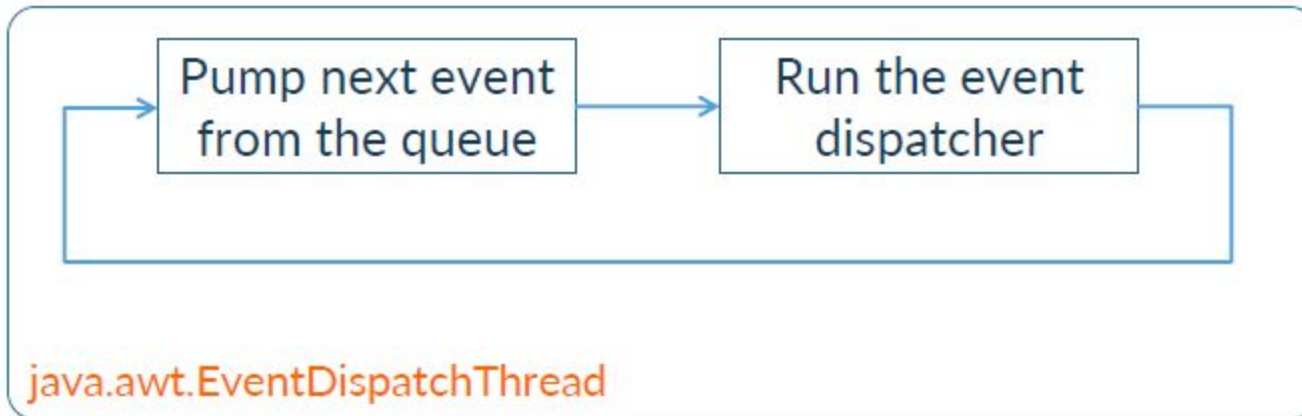 Pump next event
from the queue
Run the event
dispatcher
java.awt.EventDispatchThread